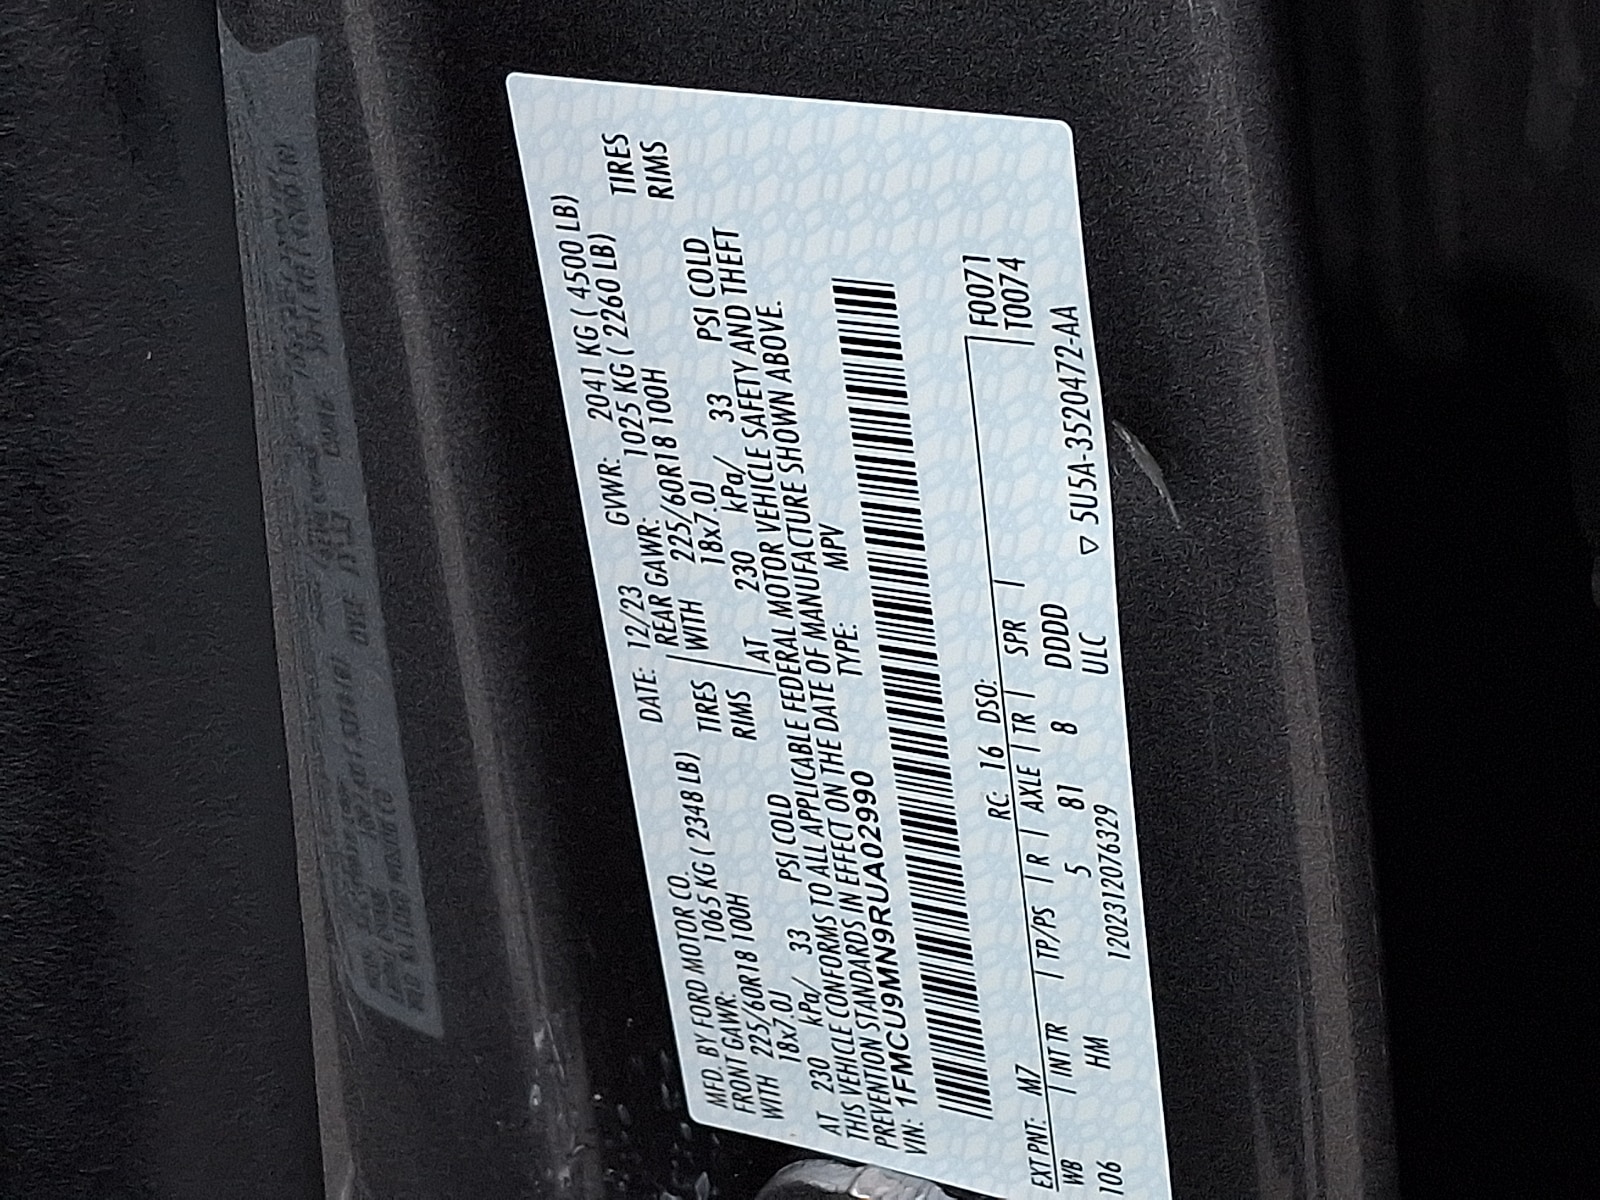 MFD. BY FORD MOTOR CO. DATE: 12/23 GVWR: 2041 KG ( 4500 LB)
FRONT GAWR: 1065 KG ( 2348 LB) REAR GAWR: 1025 KG ( 2260 LB)
WITH 225/60R18 100H TIRES WITH 225/60R18 100H TIRES
18x7.0J RIMS 18x7.0J RIMS
AT 230 kPa/ 33 PSI COLD AT 230 kPa/ 33 PSI COLD
THIS VEHICLE CONFORMS TO ALL APPLICABLE FEDERAL MOTOR VEHICLE SAFETY AND THEFT
PREVENTION STANDARDS IN EFFECT ON THE DATE OF MANUFACTURE SHOWN ABOVE.
VIN: 1FMCU9MN9RUA02990 TYPE: MPV
EXT PNT: M7 RC: 16 DSO: F0071
WB INT TR TP/PS R AXLE TR SPR T0074
106 HM 5 81 8 DDDD
1202312076329 ULC ▽ 5U5A-3520472-AA